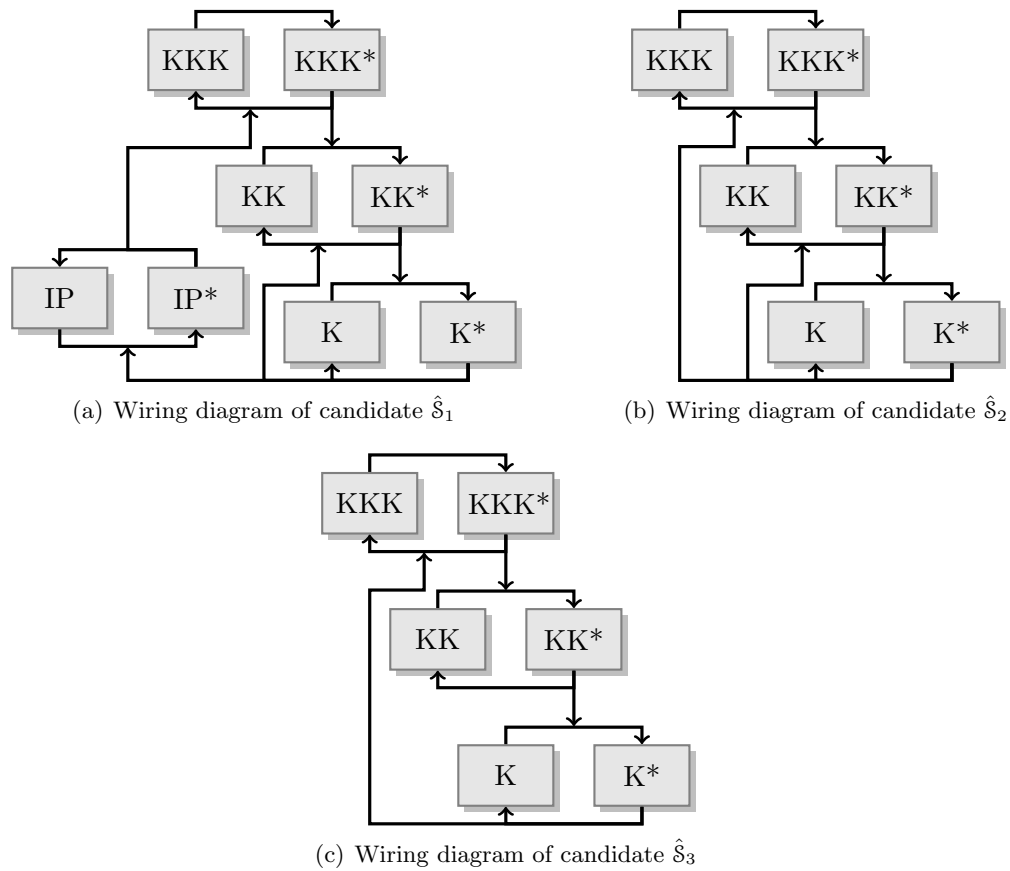 KKK KKK* KKK KKK*
KK KK* KK KK*
IP IP* K K* K K*
(a) Wiring diagram of candidate Ŝ₁ (b) Wiring diagram of candidate Ŝ₂
KKK KKK*
KK KK*
K K*
(c) Wiring diagram of candidate Ŝ₃